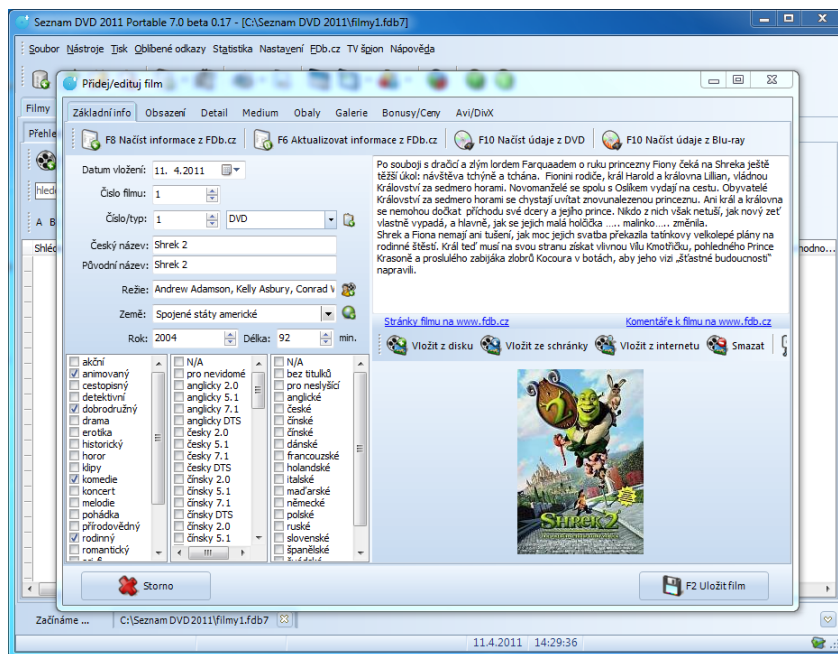 Seznam DVD 2011 Portable 7.0 beta 0.17 - [C:\Seznam DVD 2011\filmy1.fdb7]
Soubor Nástroje Tisk Oblíbené odkazy Statistika Nastavení FDb.cz TV špion Nápověda
Přidej/edituj film
Filmy
Základní info Obsazení Detail Medium Obaly Galerie Bonusy/Ceny Avi/DivX
Přehle
F8 Načíst informace z FDb.cz F6 Aktualizovat informace z FDb.cz F10 Načíst údaje z DVD F10 Načíst údaje z Blu-ray
hlede
A B
Shléd
hodno...
Datum vložení: 11. 4.2011
Číslo filmu: 1
Číslo/typ: 1 DVD
Český název: Shrek 2
Původní název: Shrek 2
Režie: Andrew Adamson, Kelly Asbury, Conrad V
Země: Spojené státy americké
Rok: 2004 Délka: 92 min.
Po souboji s dračicí a zlým lordem Farquaadem o ruku princezny Fiony čeká na Shreka ještě
těžší úkol: návštěva tchýně a tchána. Fionini rodiče, král Harold a královna Lillian, vládnou
Království za sedmero horami. Novomanželé se spolu s Oslíkem vydají na cestu. Obyvatelé
Království za sedmero horami se chystají uvítat znovunalezenou princeznu. Ani král a královna
se nemohou dočkat příchodu své dcery a jejího prince. Nikdo z nich však netuší, jak nový zeť
vlastně vypadá, a hlavně, jak se jejich malá holčička ..... malinko..... změnila.
Shrek a Fiona nemají ani tušení, jak moc jejich svatba překazila tatínkovy velkolepé plány na
rodinné štěstí. Král teď musí na svou stranu získat vlivnou Vílu Kmotřičku, pohledného Prince
Krasoně a proslulého zabijáka zlobrů Kocoura v botách, aby jeho vizi „šťastné budoucnosti"
napravili.
Stránky filmu na www.fdb.cz Komentáře k filmu na www.fdb.cz
Vložit z disku Vložit ze schránky Vložit z internetu Smazat
akční
animovaný
cestopisný
detektivní
dobrodružný
drama
erotika
historický
horor
klipy
komedie
koncert
melodie
pohádka
přírodovědný
rodinný
romantický
sci-fi
N/A
pro nevidomé
anglicky 2.0
anglicky 5.1
anglicky 7.1
anglicky DTS
česky 2.0
česky 5.1
česky 7.1
česky DTS
čínsky 2.0
čínsky 5.1
čínsky 7.1
čínsky DTS
čínsky 2.0
čínsky 5.1
N/A
bez titulků
pro neslyšící
anglické
české
čínské
čínské
dánské
francouzské
holandské
italské
maďarské
německé
polské
ruské
slovenské
španělské
švédské
SHREK 2
Storno F2 Uložit film
Začínáme ... C:\Seznam DVD 2011\filmy1.fdb7
11.4.2011 14:29:36